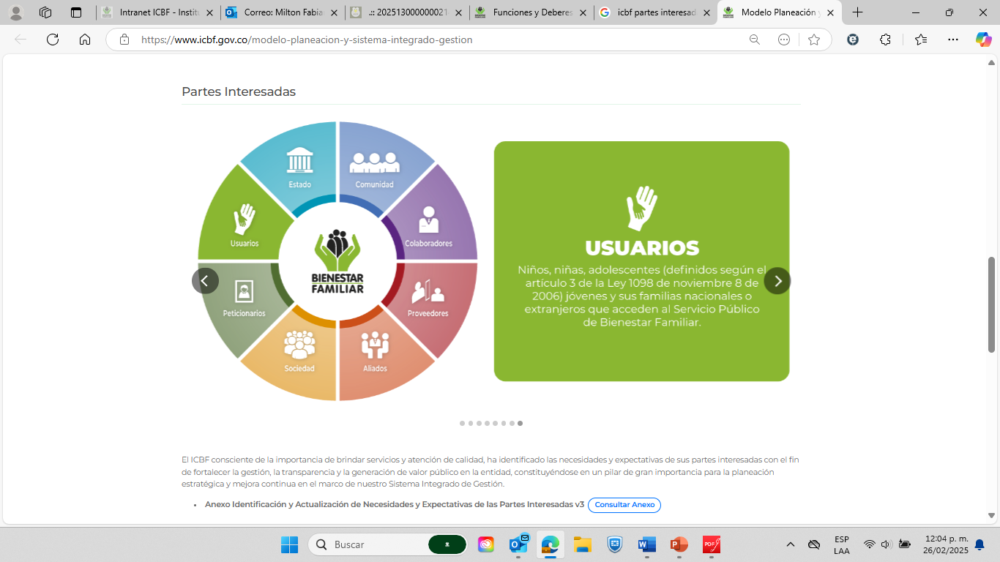 Intranet ICBF - Instit
Correo: Milton Fabia
.:: 202513000000021
Funciones y Deberes
icbf partes interesad
Modelo Planeación y
https://www.icbf.gov.co/modelo-planeacion-y-sistema-integrado-gestion
Partes Interesadas
Estado
Comunidad
Usuarios
Colaboradores
BIENESTAR
FAMILIAR
Peticionarios
Proveedores
Sociedad
Aliados
USUARIOS
Niños, niñas, adolescentes (definidos según el
artículo 3 de la Ley 1098 de noviembre 8 de
2006) jóvenes y sus familias nacionales o
extranjeros que acceden al Servicio Público
de Bienestar Familiar.
El ICBF consciente de la importancia de brindar servicios y atención de calidad, ha identificado las necesidades y expectativas de sus partes interesadas con el fin
de fortalecer la gestión, la transparencia y la generación de valor público en la entidad, constituyéndose en un pilar de gran importancia para la planeación
estratégica y mejora continua en el marco de nuestro Sistema Integrado de Gestión.
• Anexo Identificación y Actualización de Necesidades y Expectativas de las Partes Interesadas v3 Consultar Anexo
Buscar
PDF
ESP
LAA
12:04 p. m.
26/02/2025